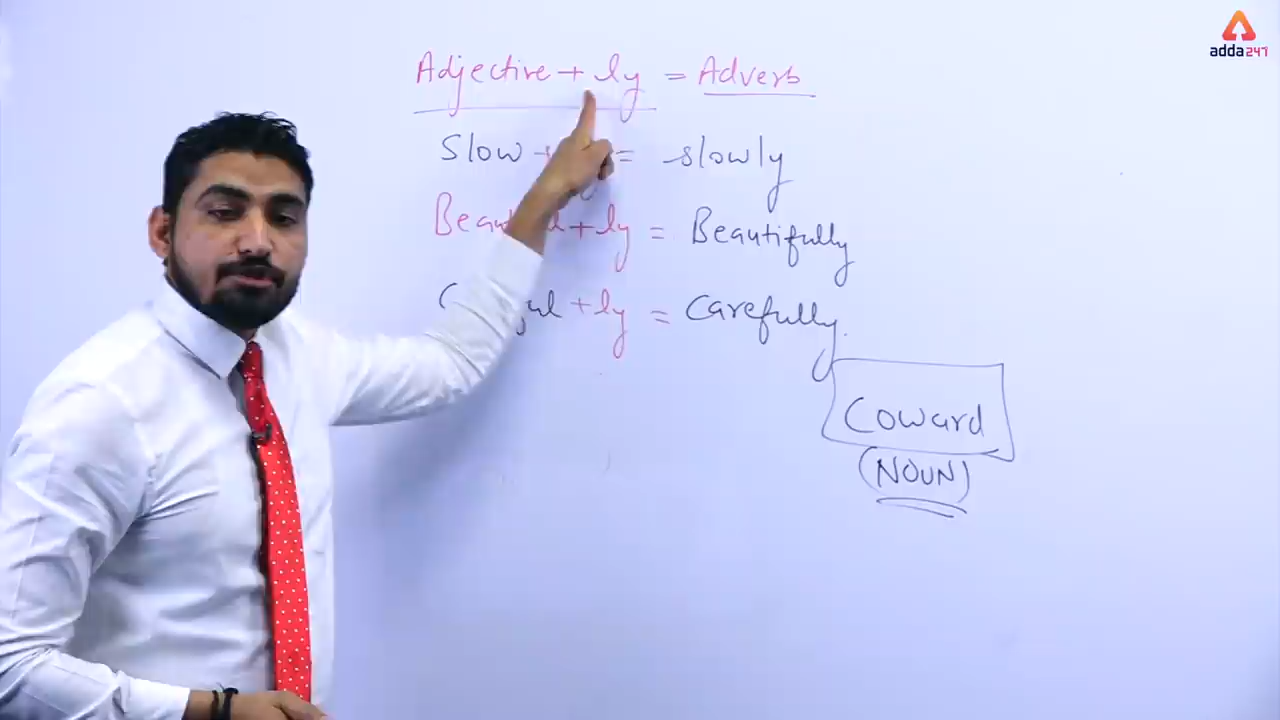 adda247
Adjective + ly = Adverb
Slow = slowly
+ ly = Beautifully
+ ly = Carefully.
Coward
(NOUN)